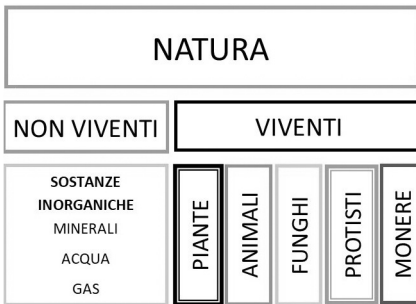 NATURA
NON VIVENTI
VIVENTI
SOSTANZE
INORGANICHE
MINERALI
ACQUA
GAS
PIANTE
ANIMALI
FUNGHI
PROTISTI
MONERE